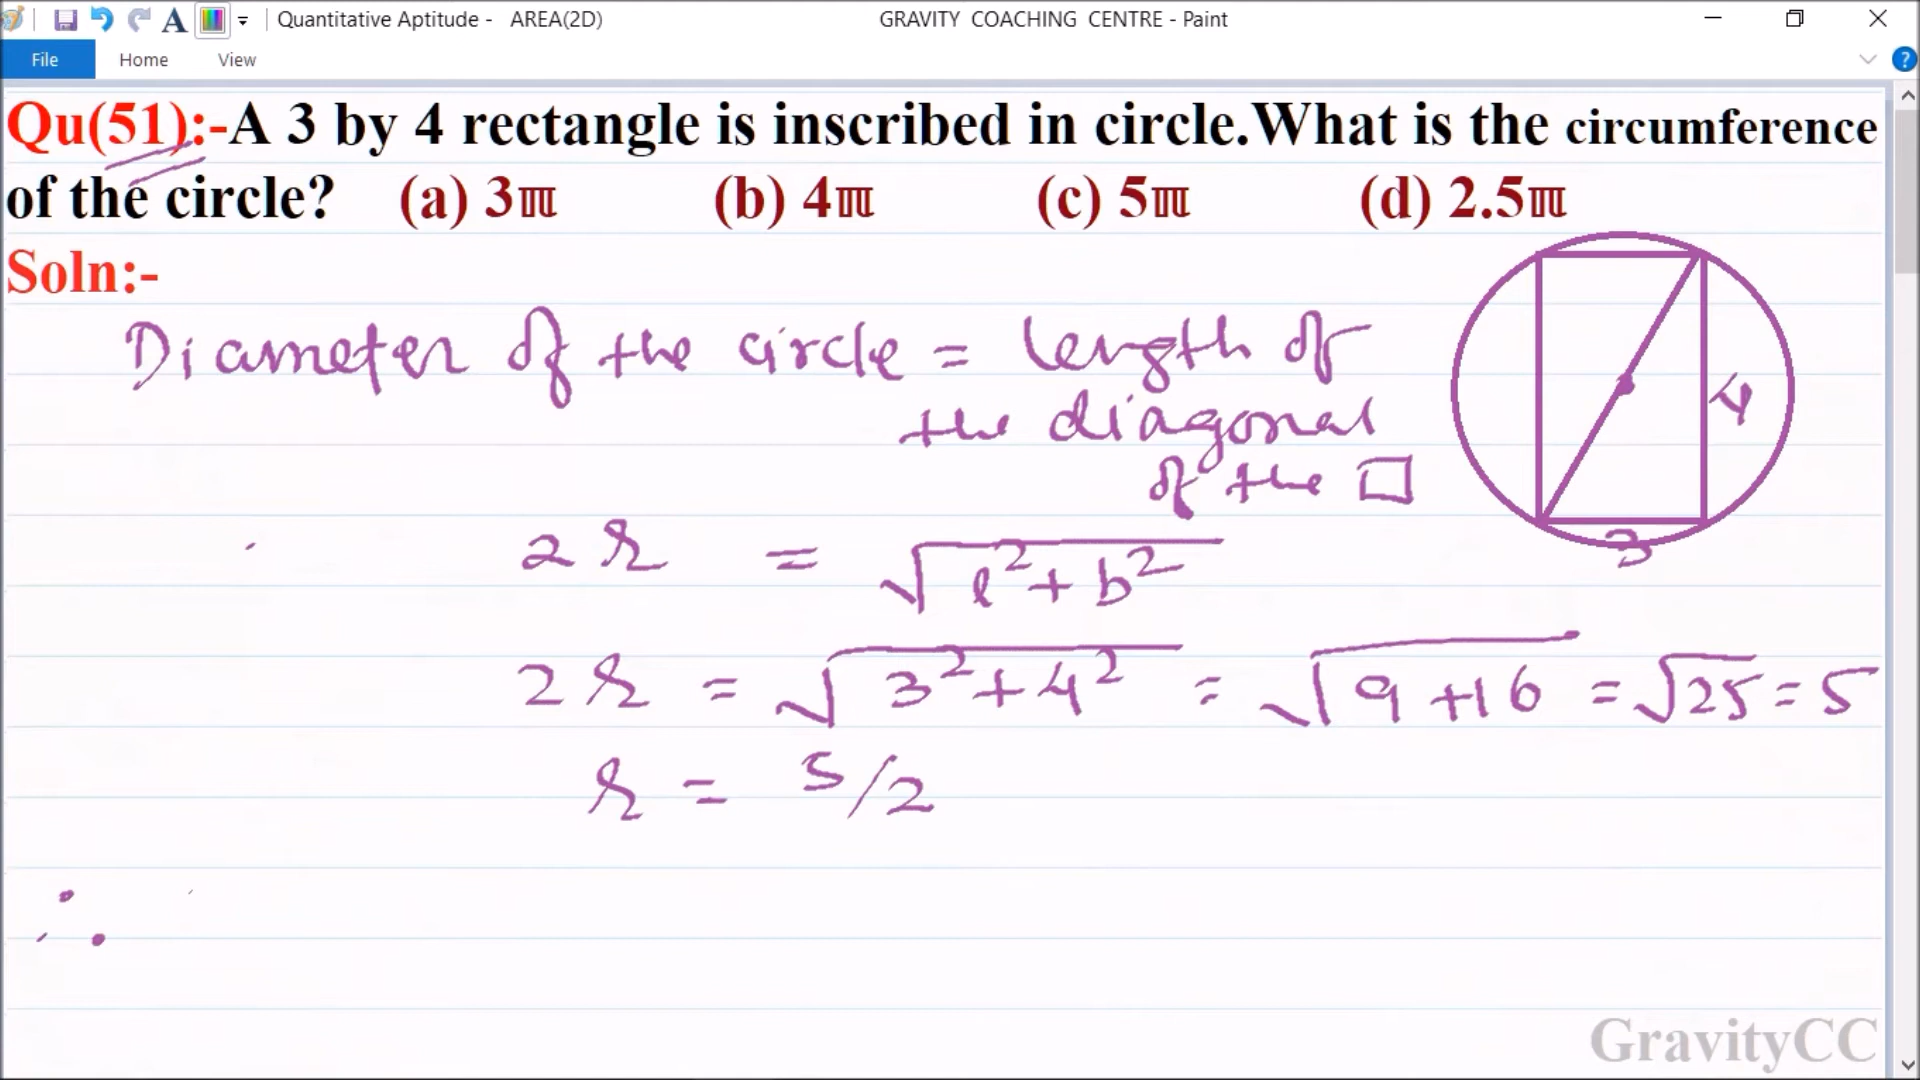 Quantitative Aptitude - AREA(2D)
GRAVITY COACHING CENTRE - Paint
File Home View
Qu(51):-A 3 by 4 rectangle is inscribed in circle.What is the circumference
of the circle? (a) 3π (b) 4π (c) 5π (d) 2.5π
Soln:-
Diameter of the circle = length of
the diagonal
of the □
4
3
2r = √(l²+b²)
2r = √(3²+4²) = √(9+16) = √25 = 5
r = 5/2
∴
GravityCC